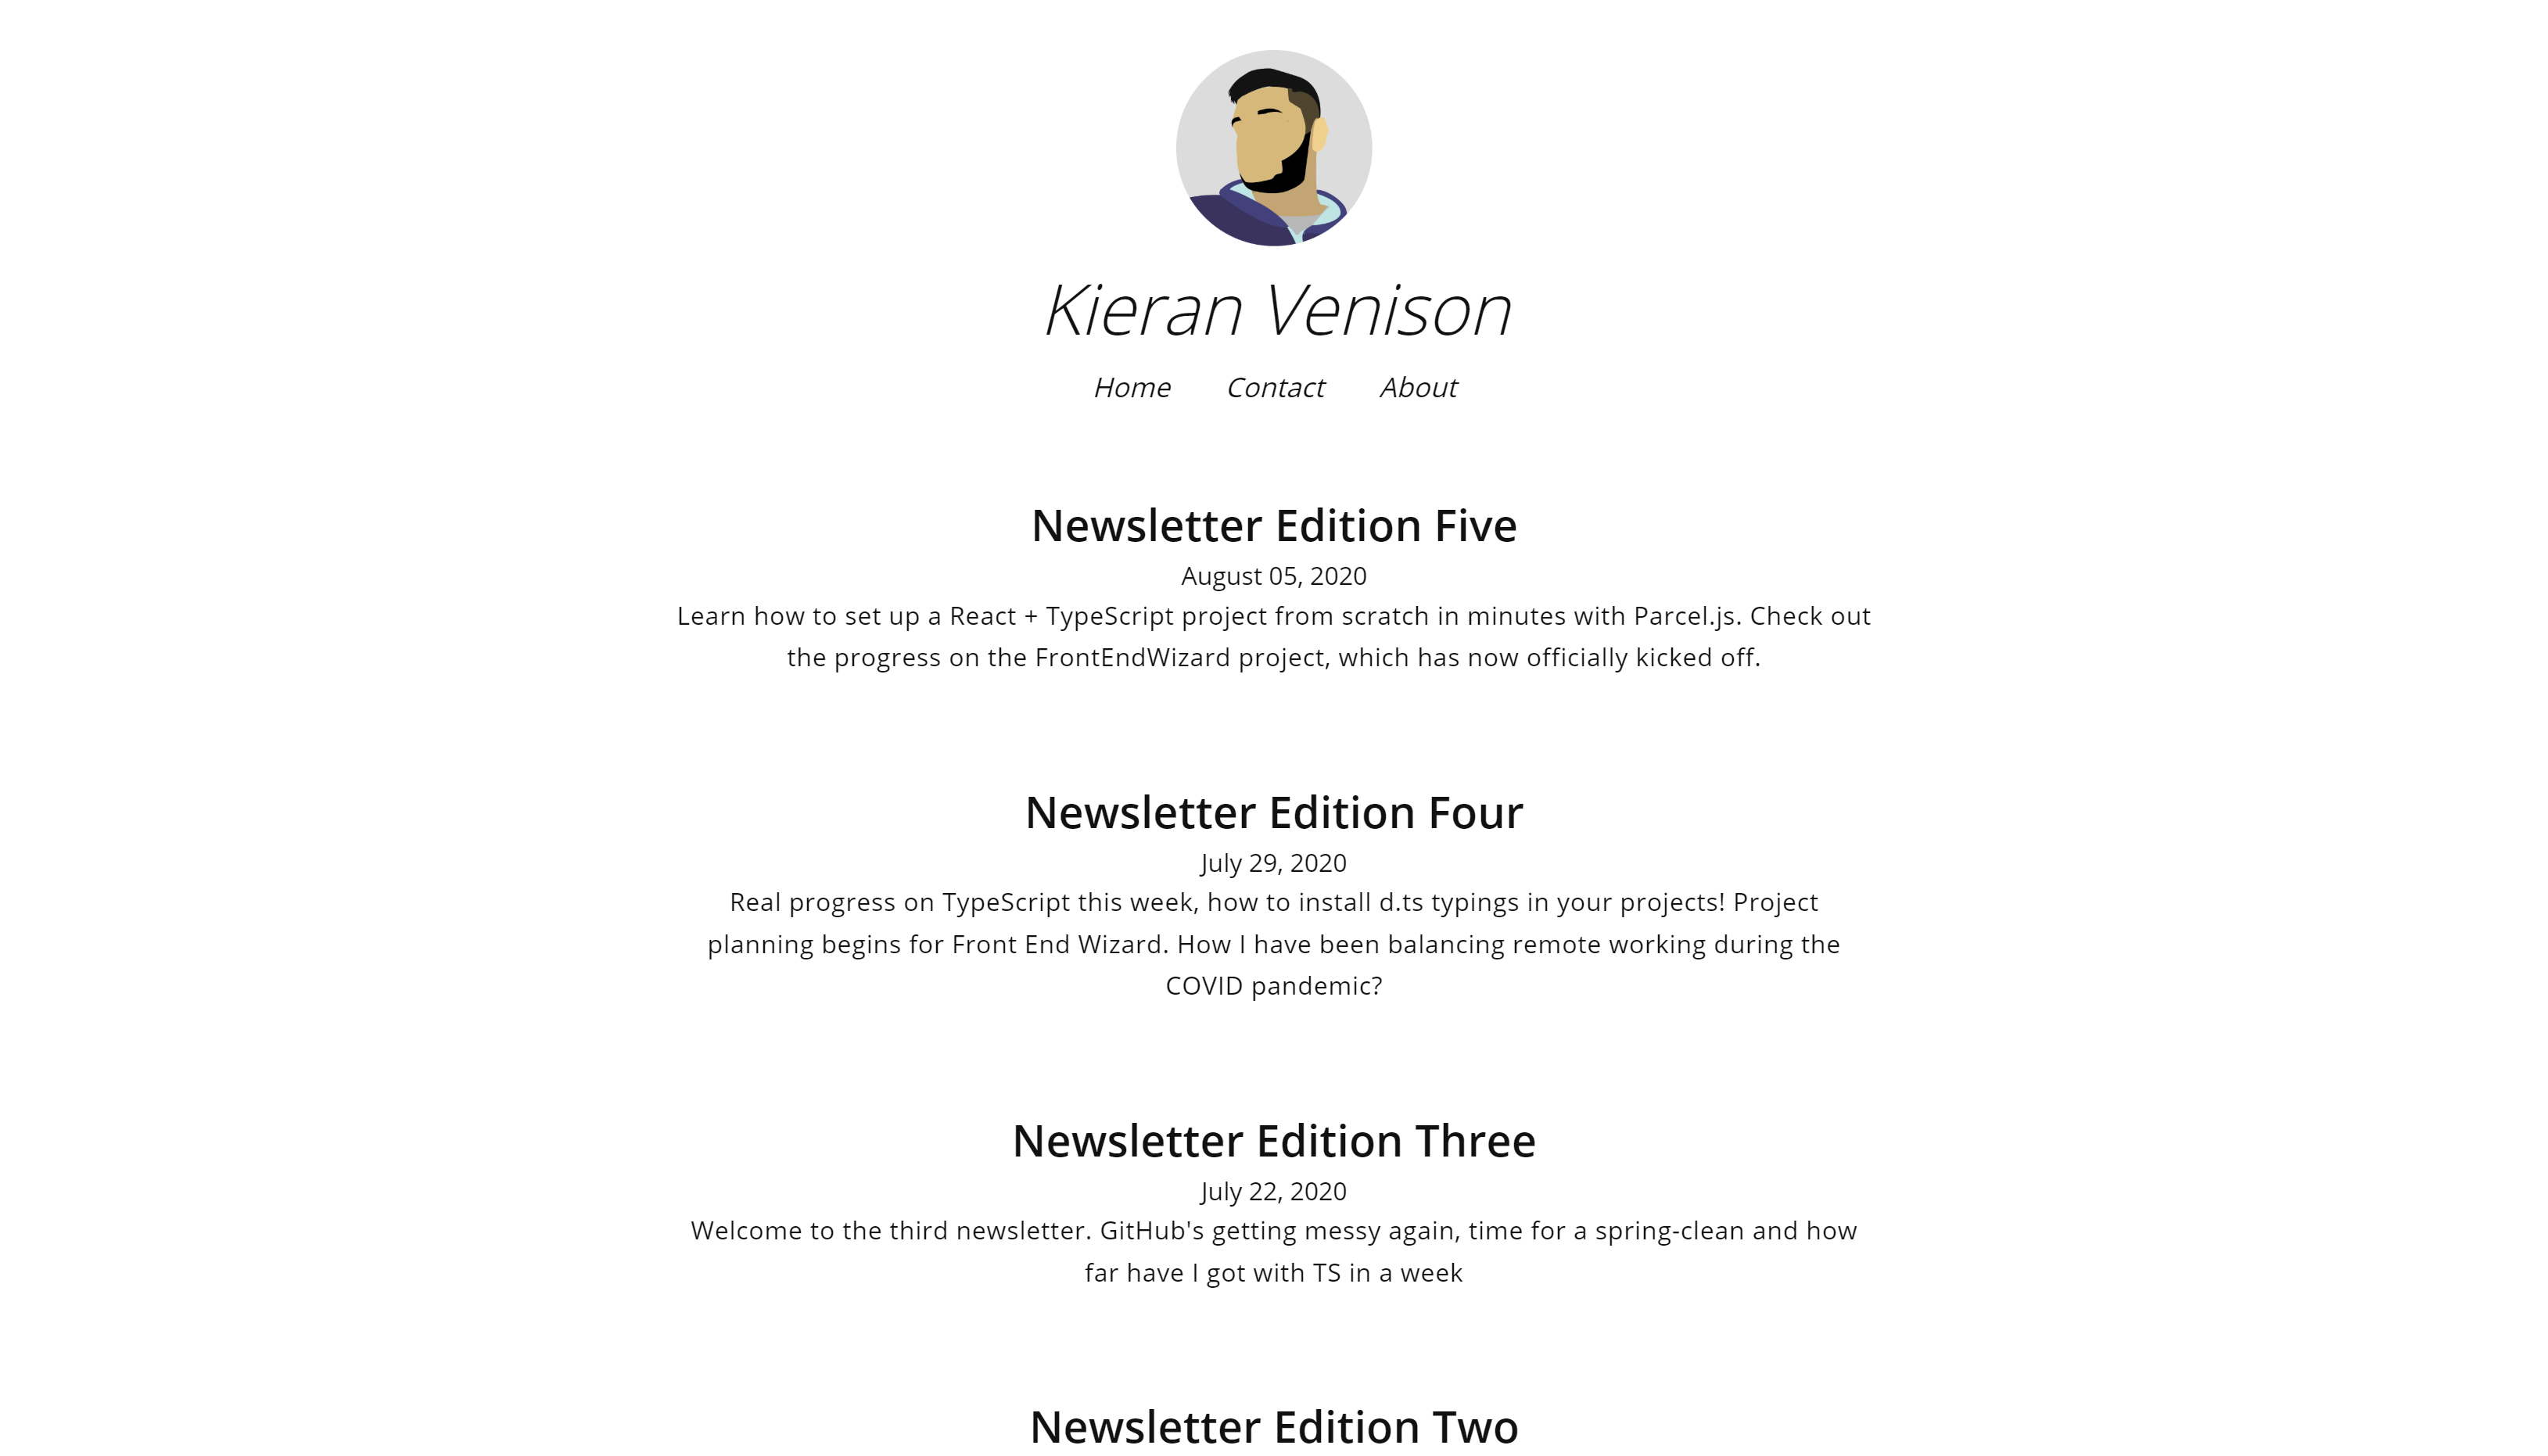 Kieran Venison
Home Contact About
Newsletter Edition Five
August 05, 2020
Learn how to set up a React + TypeScript project from scratch in minutes with Parcel.js. Check out
the progress on the FrontEndWizard project, which has now officially kicked off.
Newsletter Edition Four
July 29, 2020
Real progress on TypeScript this week, how to install d.ts typings in your projects! Project
planning begins for Front End Wizard. How I have been balancing remote working during the
COVID pandemic?
Newsletter Edition Three
July 22, 2020
Welcome to the third newsletter. GitHub's getting messy again, time for a spring-clean and how
far have I got with TS in a week
Newsletter Edition Two